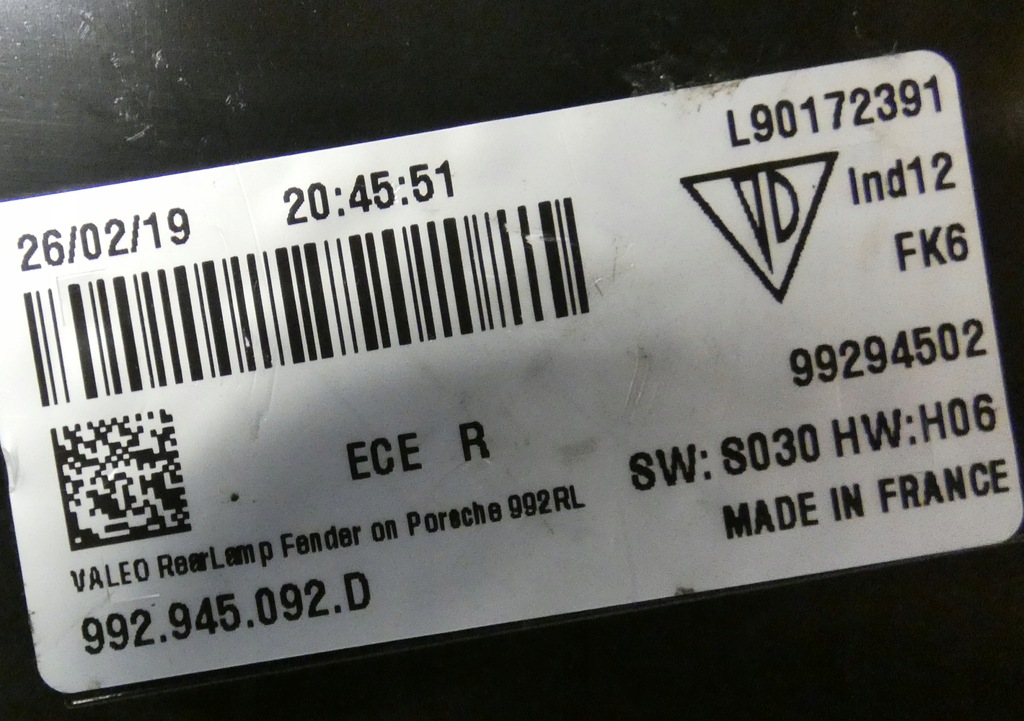 L90172391
26/02/19 20:45:51
VD Ind12
FK6
99294502
ECE R
SW: S030 HW:H06
VALEO RearLamp Fender on Porsche 992RL
MADE IN FRANCE
992.945.092.D